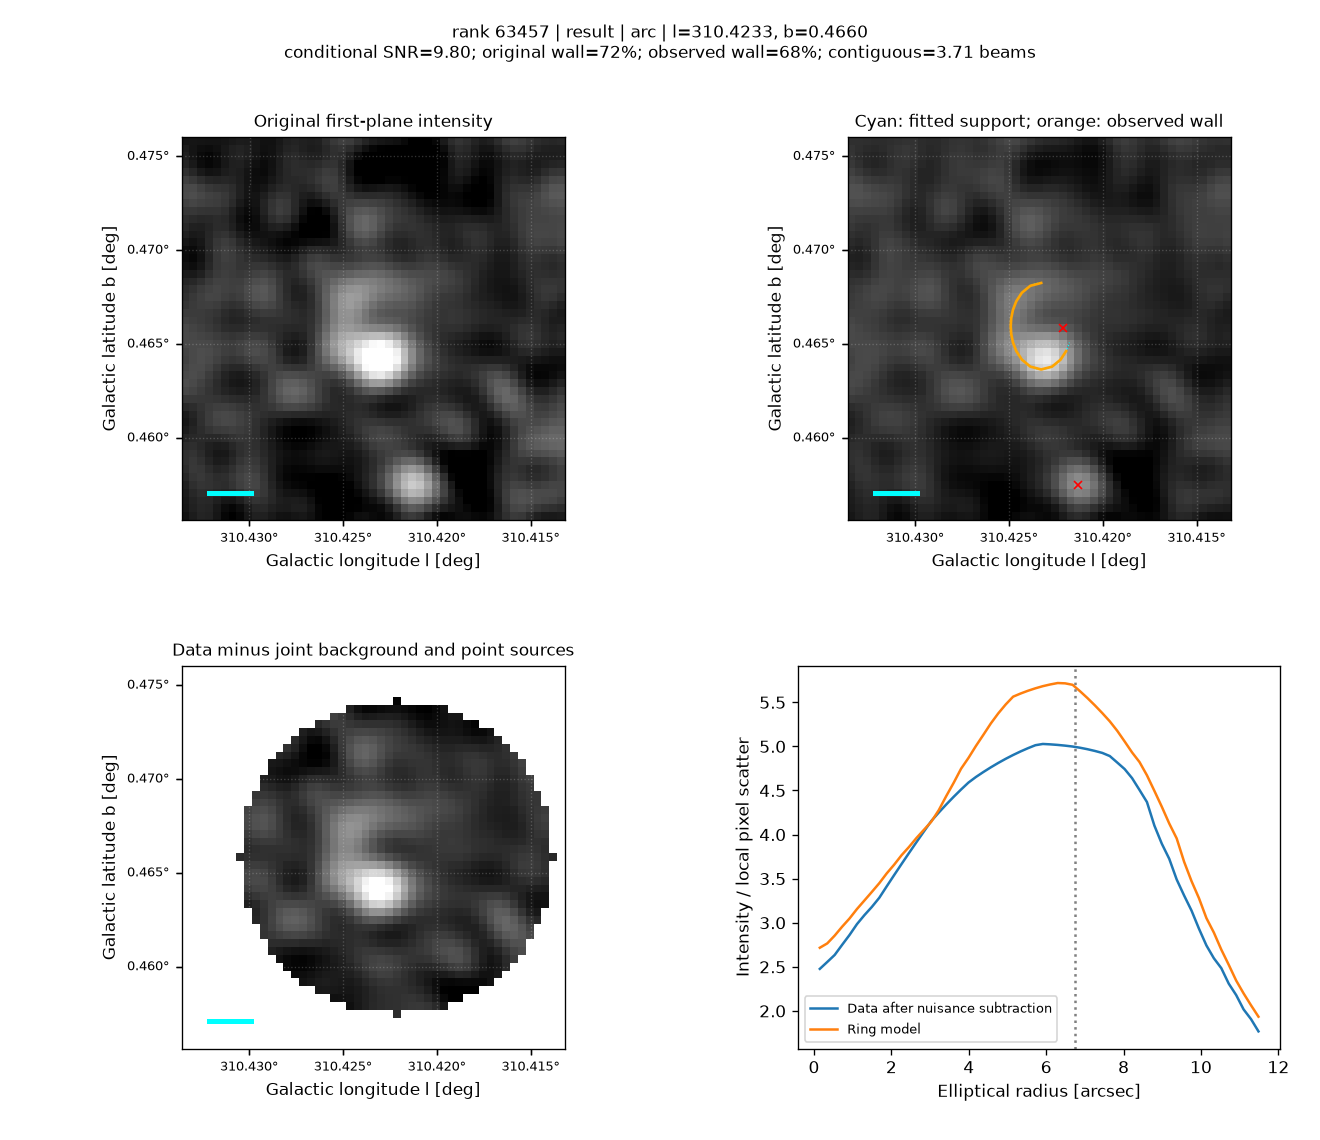 rank 63457 | result | arc | l=310.4233, b=0.4660
conditional SNR=9.80; original wall=72%; observed wall=68%; contiguous=3.71 beams
Original first-plane intensity
0.475°
0.470°
0.465°
0.460°
310.430°
310.425°
310.420°
310.415°
Galactic longitude l [deg]
Galactic latitude b [deg]
Cyan: fitted support; orange: observed wall
0.475°
0.470°
0.465°
0.460°
310.430°
310.425°
310.420°
310.415°
Galactic longitude l [deg]
Galactic latitude b [deg]
Data minus joint background and point sources
0.475°
0.470°
0.465°
0.460°
310.430°
310.425°
310.420°
310.415°
Galactic longitude l [deg]
Galactic latitude b [deg]
5.5
5.0
4.5
4.0
3.5
3.0
2.5
2.0
Intensity / local pixel scatter
Data after nuisance subtraction
Ring model
0
2
4
6
8
10
12
Elliptical radius [arcsec]